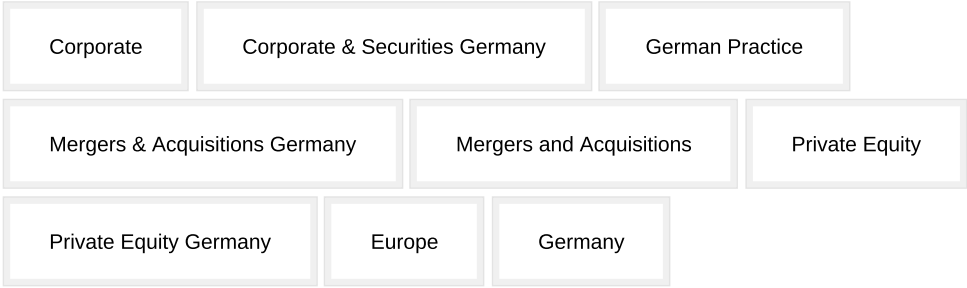 Corporate
Corporate & Securities Germany
German Practice
Mergers & Acquisitions Germany
Mergers and Acquisitions
Private Equity
Private Equity Germany
Europe
Germany